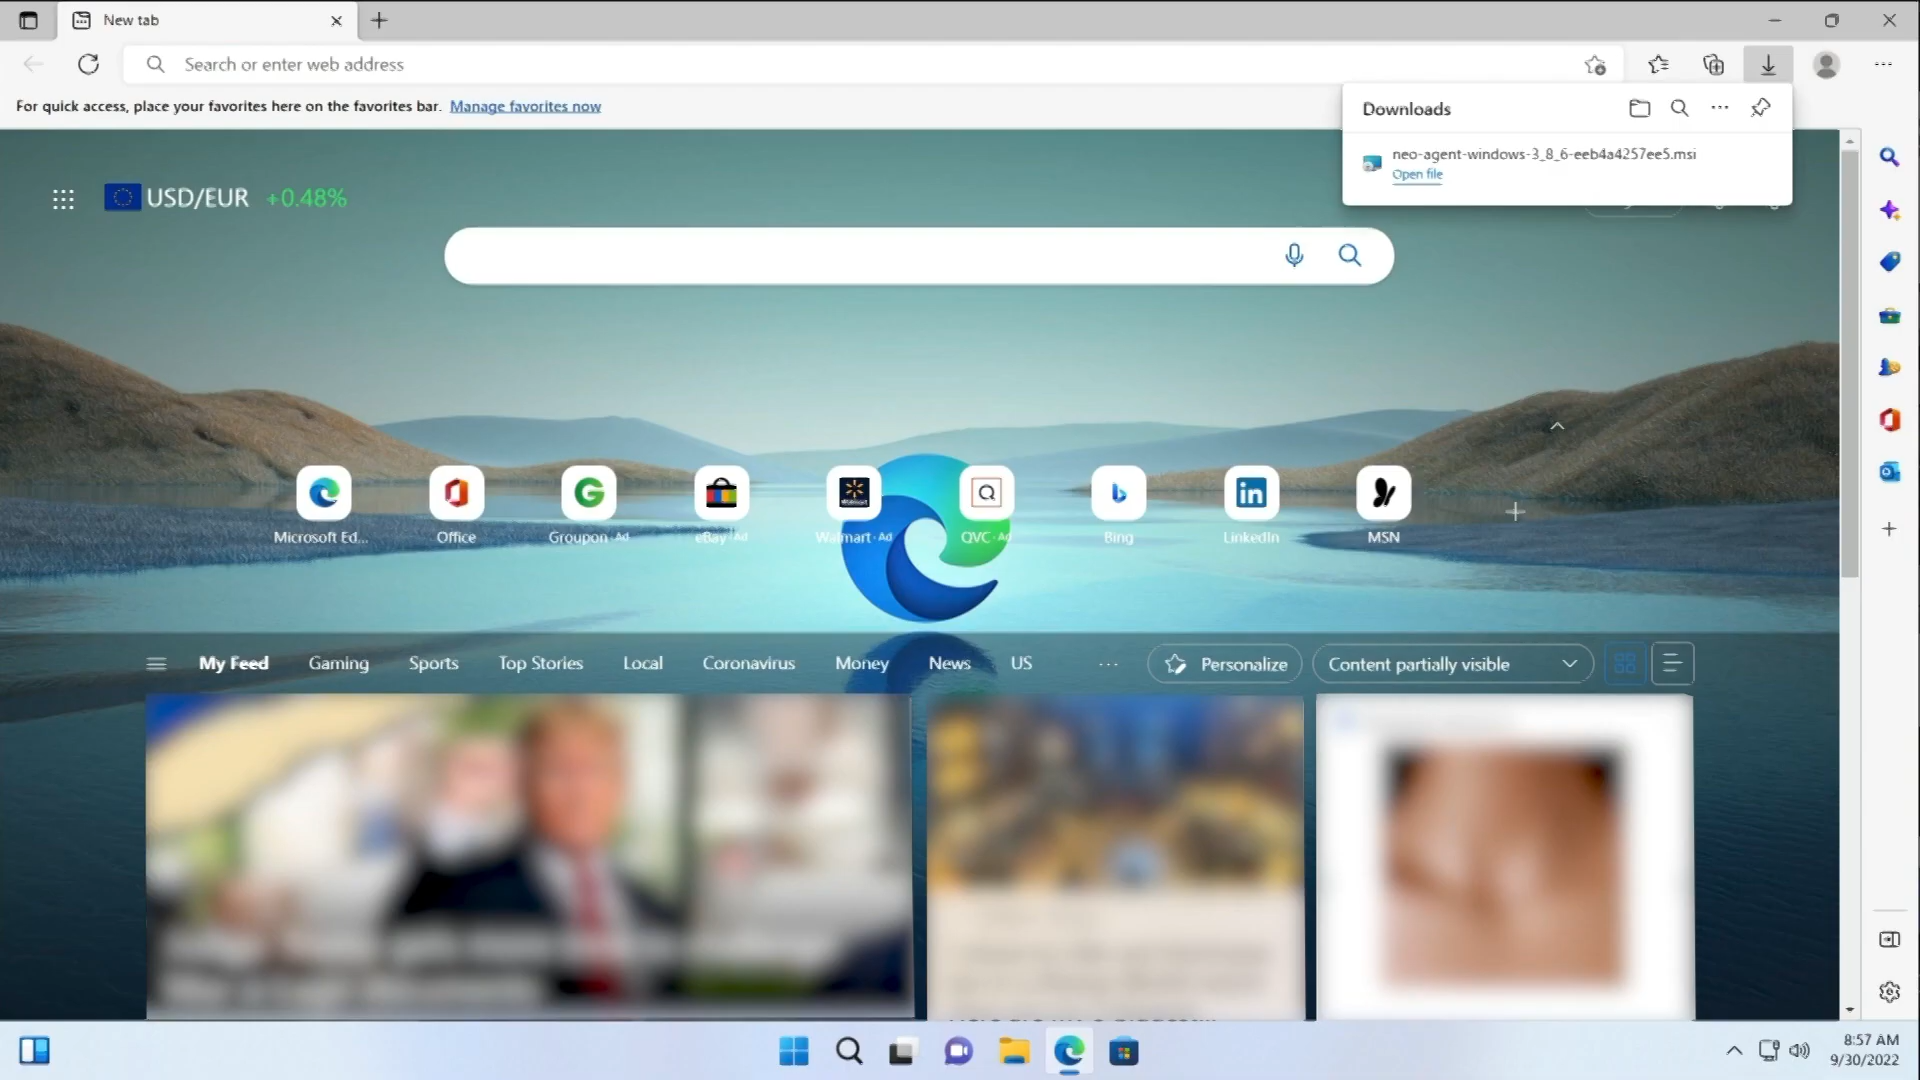 New tab
Search or enter web address
For quick access, place your favorites here on the favorites bar. Manage favorites now
Downloads
neo-agent-windows-3_8_6-eeb4a4257ee5.msi
Open file
USD/EUR +0.48%
Microsoft Ed...
Office
Groupon · Ad
eBay · Ad
Walmart · Ad
QVC · Ad
Bing
LinkedIn
MSN
My Feed
Gaming
Sports
Top Stories
Local
Coronavirus
Money
News
US
Personalize
Content partially visible
8:57 AM
9/30/2022